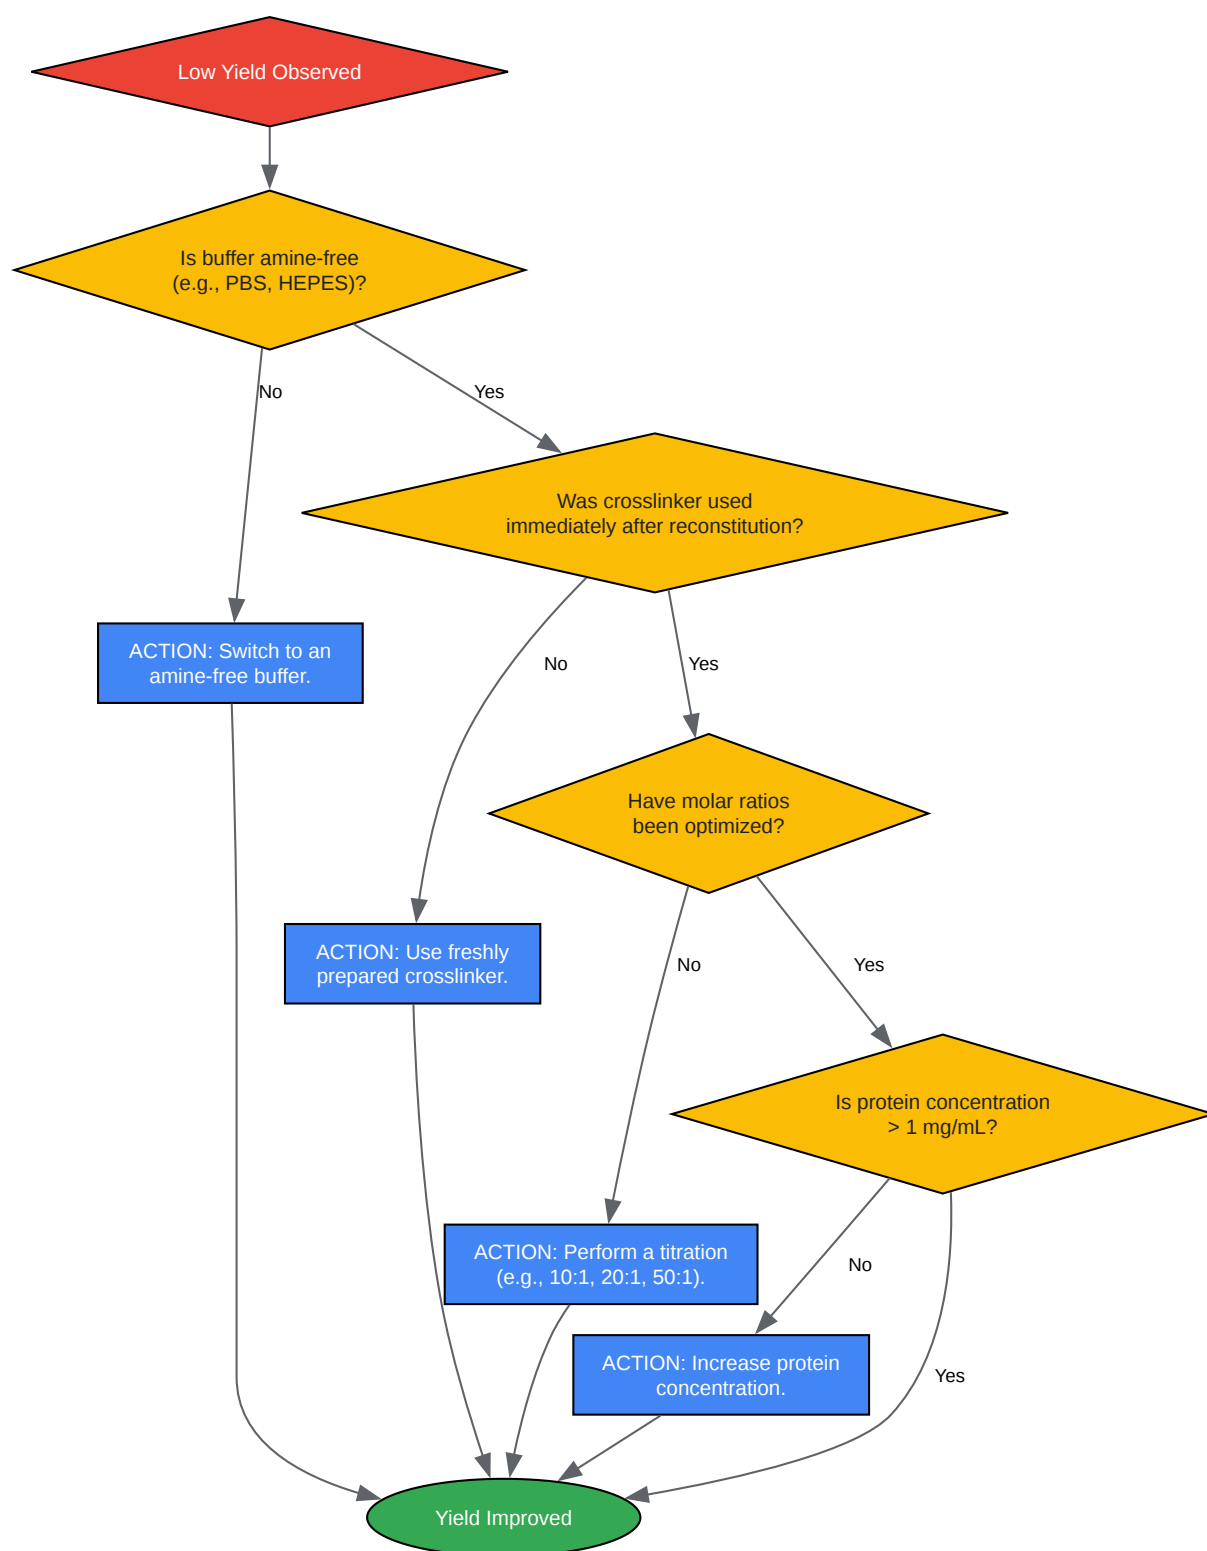 Low Yield Observed
Is buffer amine-free
(e.g., PBS, HEPES)?
No
Yes
Was crosslinker used
immediately after reconstitution?
ACTION: Switch to an
amine-free buffer.
No
Yes
Have molar ratios
been optimized?
ACTION: Use freshly
prepared crosslinker.
No
Yes
Is protein concentration
> 1 mg/mL?
ACTION: Perform a titration
(e.g., 10:1, 20:1, 50:1).
No
ACTION: Increase protein
concentration.
Yes
Yield Improved